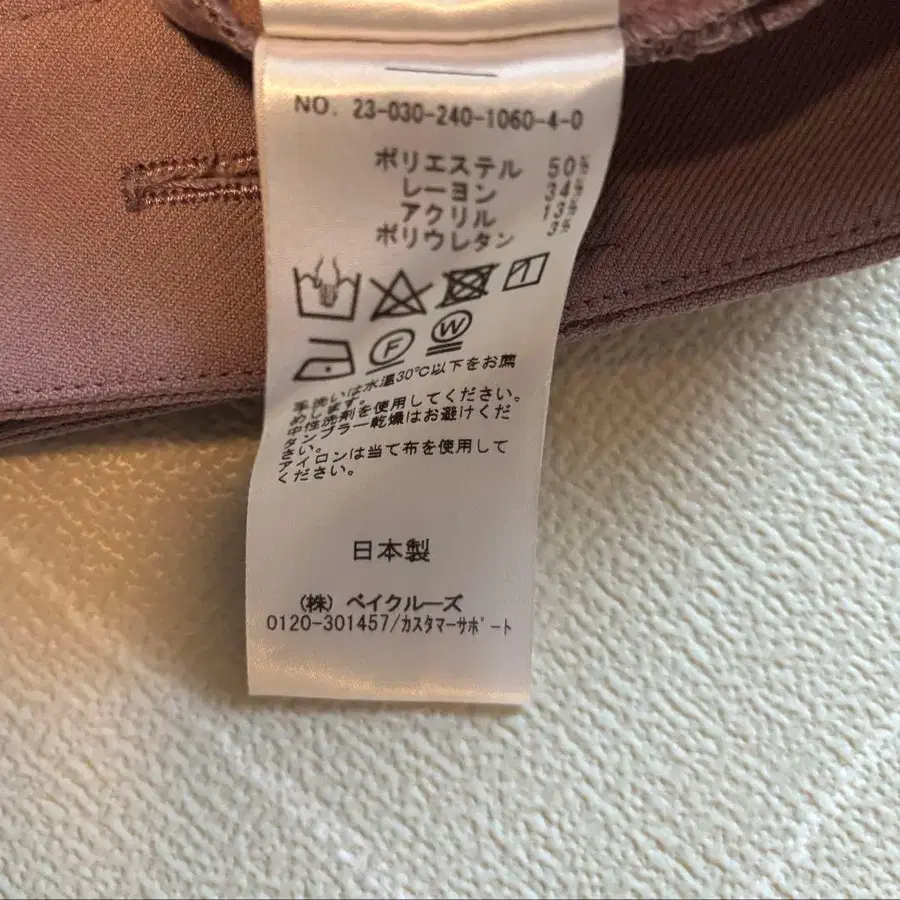 NO. 23-030-240-1060-4-0
ポリエステル 50%
レーヨン 34%
アクリル 13%
ポリウレタン 3%
F W
手洗いは水温30℃以下をお薦
めします。
中性洗剤を使用してください。
タンブラー乾燥はお避けくだ
さい。
アイロンは当て布を使用して
ください。
日本製
(株) ベイクルーズ
0120-301457/カスタマーサポート